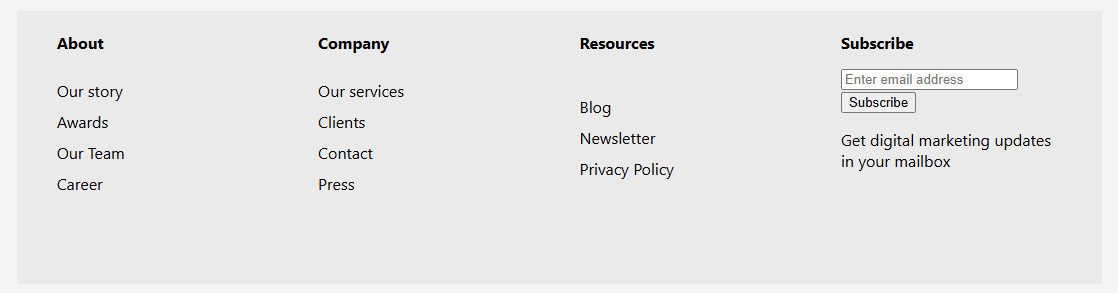 About
Our story
Awards
Our Team
Career
Company
Our services
Clients
Contact
Press
Resources
Blog
Newsletter
Privacy Policy
Subscribe
Enter email address
Subscribe
Get digital marketing updates
in your mailbox